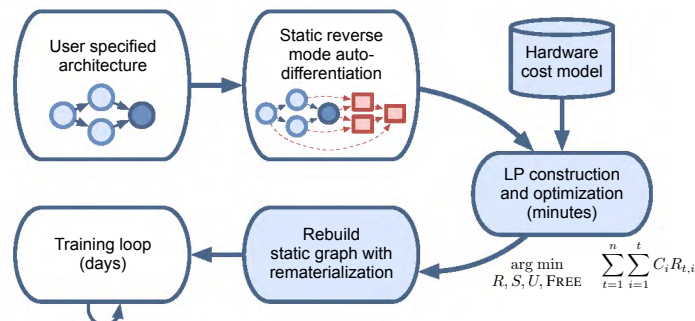 User specified
architecture
Static reverse
mode auto-
differentiation
Hardware
cost model
LP construction
and optimization
(minutes)
Training loop
(days)
Rebuild
static graph with
rematerialization
arg min
R, S, U, FREE
n t
∑ ∑ C_i R_{t,i}
t=1 i=1